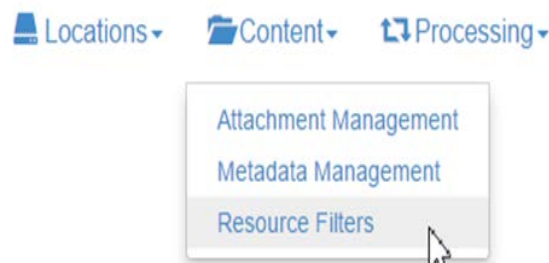 Locations Content Processing
Attachment Management
Metadata Management
Resource Filters